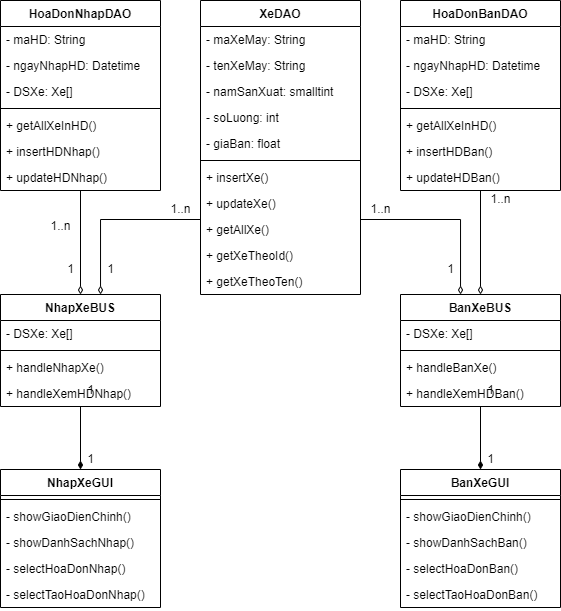 HoaDonNhapDAO
- maHD: String
- ngayNhapHD: Datetime
- DSXe: Xe[]
+ getAllXeInHD()
+ insertHDNhap()
+ updateHDNhap()
XeDAO
- maXeMay: String
- tenXeMay: String
- namSanXuat: smalltint
- soLuong: int
- giaBan: float
+ insertXe()
+ updateXe()
+ getAllXe()
+ getXeTheoId()
+ getXeTheoTen()
HoaDonBanDAO
- maHD: String
- ngayNhapHD: Datetime
- DSXe: Xe[]
+ getAllXeInHD()
+ insertHDBan()
+ updateHDBan()
1..n
1..n
1..n
1..n
1
1
1
1
NhapXeBUS
- DSXe: Xe[]
+ handleNhapXe()
+ handleXemHDNhap()
1
BanXeBUS
- DSXe: Xe[]
+ handleBanXe()
+ handleXemHDBan()
1
1
1
NhapXeGUI
- showGiaoDienChinh()
- showDanhSachNhap()
- selectHoaDonNhap()
- selectTaoHoaDonNhap()
BanXeGUI
- showGiaoDienChinh()
- showDanhSachBan()
- selectHoaDonBan()
- selectTaoHoaDonBan()